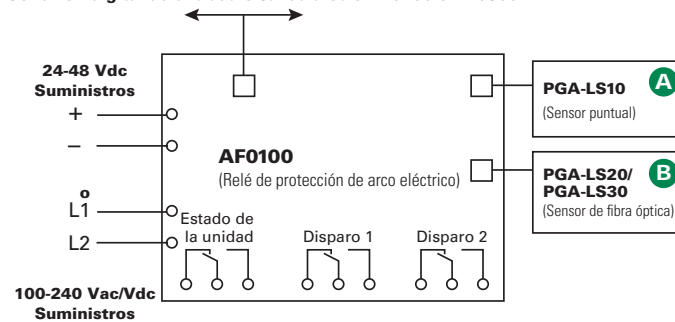 24-48 Vdc
Suministros
+
–
o
L1
L2
100-240 Vac/Vdc
Suministros
AF0100
(Relé de protección de arco eléctrico)
Estado de
la unidad
Disparo 1
Disparo 2
PGA-LS10
A
(Sensor puntual)
PGA-LS20/
PGA-LS30
B
(Sensor de fibra óptica)